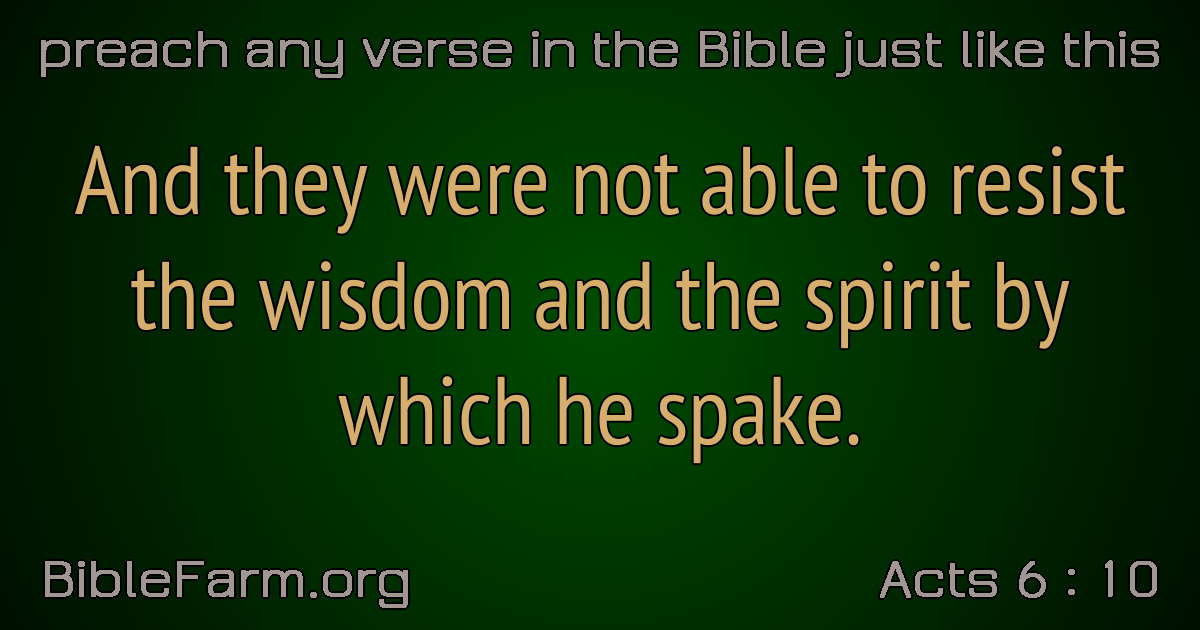 preach any verse in the Bible just like this
And they were not able to resist
the wisdom and the spirit by
which he spake.
BibleFarm.org
Acts 6 : 10